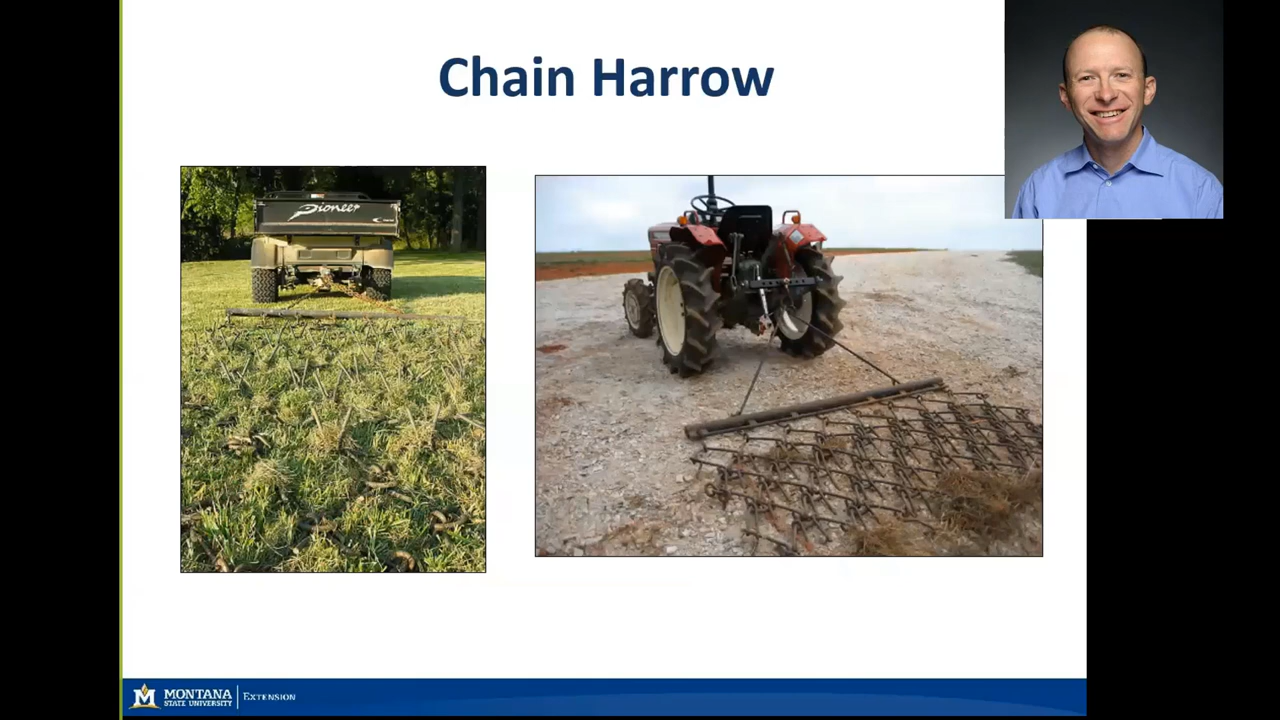 Chain Harrow
Pioneer
MONTANA
STATE UNIVERSITY
EXTENSION